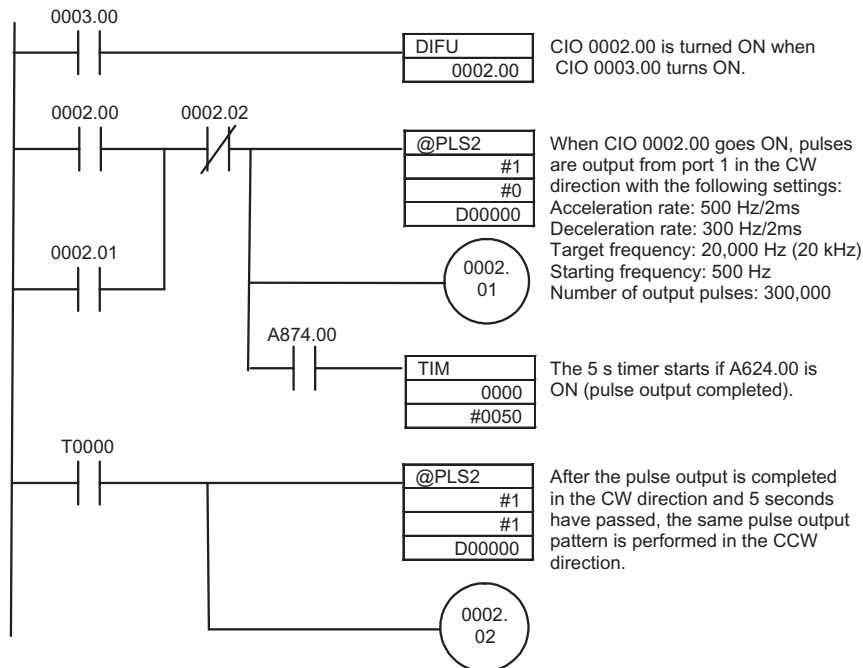 0003.00
DIFU
0002.00
CIO 0002.00 is turned ON when
CIO 0003.00 turns ON.
0002.00
0002.02
@PLS2
#1
#0
D00000
When CIO 0002.00 goes ON, pulses
are output from port 1 in the CW
direction with the following settings:
Acceleration rate: 500 Hz/2ms
Deceleration rate: 300 Hz/2ms
Target frequency: 20,000 Hz (20 kHz)
Starting frequency: 500 Hz
Number of output pulses: 300,000
0002.01
0002.
01
A874.00
TIM
0000
#0050
The 5 s timer starts if A624.00 is
ON (pulse output completed).
T0000
@PLS2
#1
#1
D00000
After the pulse output is completed
in the CW direction and 5 seconds
have passed, the same pulse output
pattern is performed in the CCW
direction.
0002.
02